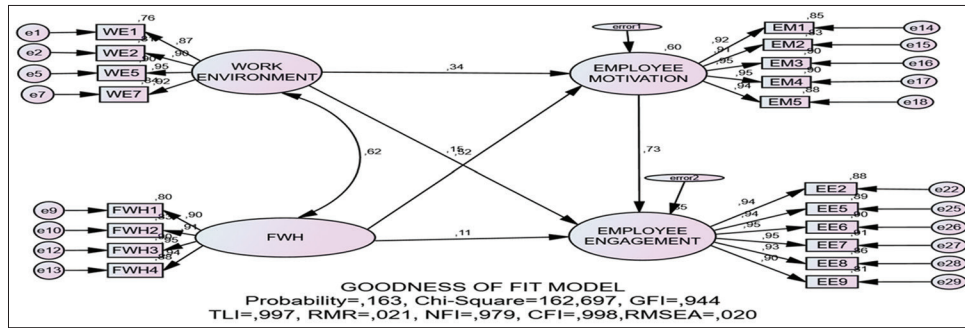 ,76
e1 WE1 ,87
e2 WE2 ,90
,90
e5 WE5 ,95
e7 WE7 ,92
WORK
ENVIRONMENT
,34
error1
,60
EMPLOYEE
MOTIVATION
,85
,92 EM1 e14
,91 EM2 e15
,90
,95 EM3 e16
,90
,95 EM4 e17
,88
,94 EM5 e18
,62
,15
,73
error2
,80
e9 FWH1 ,90
e10 FWH2 ,91
e12 FWH3 ,95
e13 FWH4 ,94
FWH
,11
EMPLOYEE
ENGAGEMENT
,88
,94 EE2 e22
,89
,94 EE5 e25
,90
,95 EE6 e26
,91
,95 EE7 e27
,86
,93 EE8 e28
,81
,90 EE9 e29
GOODNESS OF FIT MODEL
Probability=,163, Chi-Square=162,697, GFI=,944
TLI=,997, RMR=,021, NFI=,979, CFI=,998,RMSEA=,020